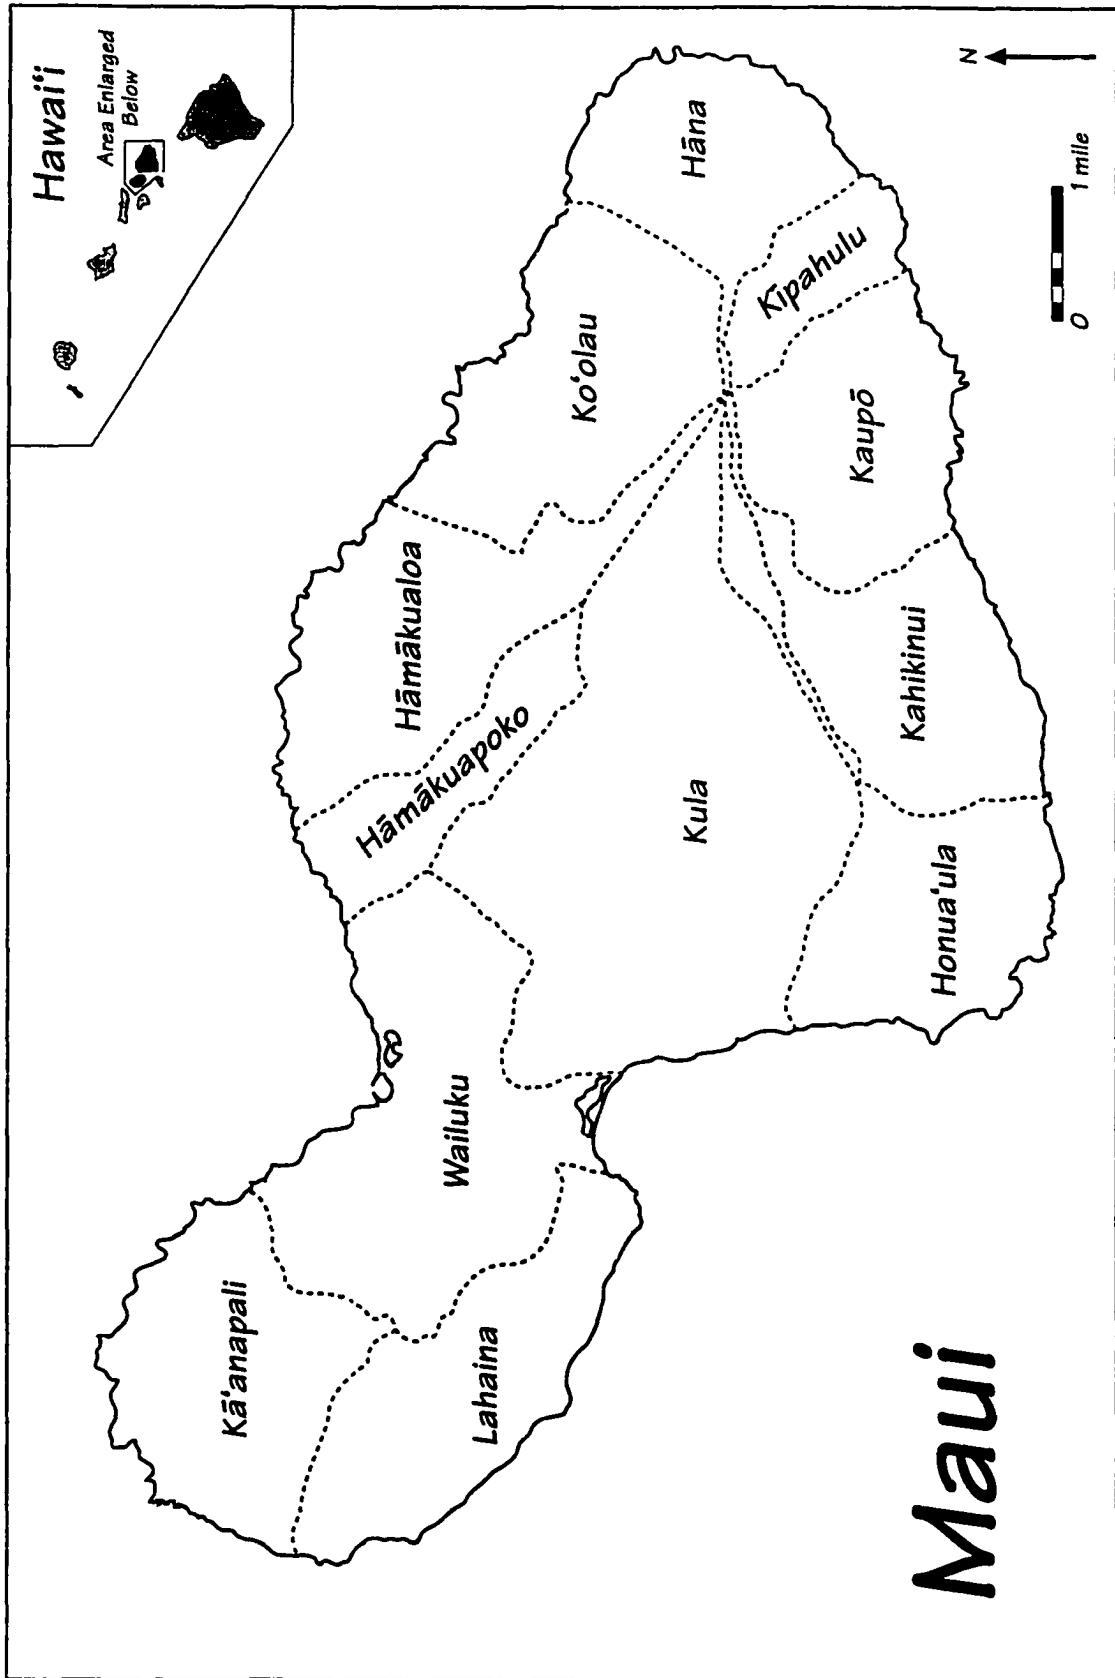 Hawai‘i
Area Enlarged
Below
N
Hāna
Ko‘olau
Kīpahulu
0 1 mile
Kaupō
Hāmākualoa
Hāmākuapoko
Kahikinui
Kula
Honua‘ula
Wailuku
Kā‘anapali
Lahaina
Maui